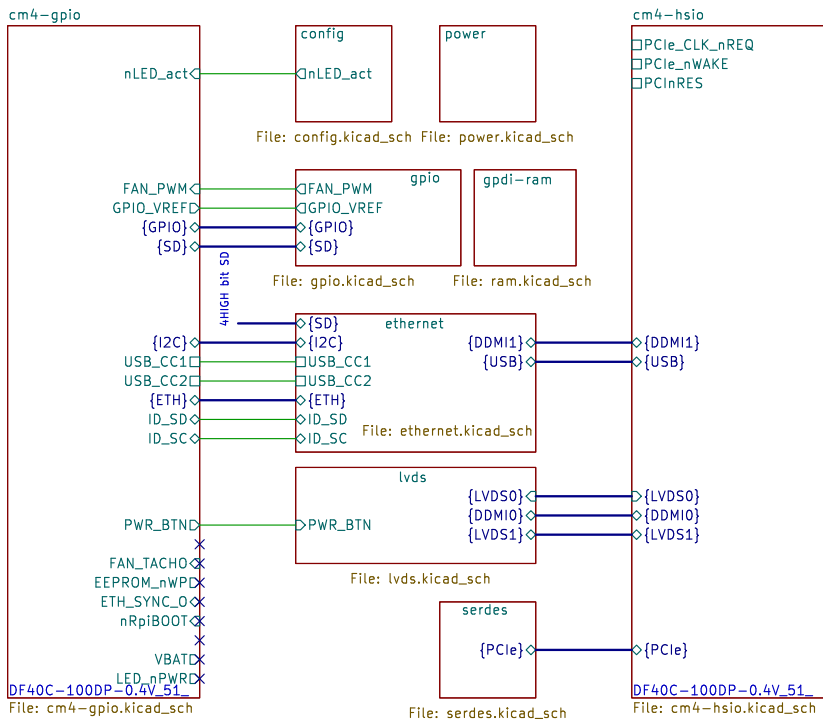 cm4-gpio
cm4-hsio
config
power
PCIe_CLK_nREQ
nLED_act
nLED_act
PCIe_nWAKE
PCInRES
File: config.kicad_sch
File: power.kicad_sch
gpio
gpdi-ram
FAN_PWM
FAN_PWM
GPIO_VREF
GPIO_VREF
{GPIO}
{GPIO}
{SD}
{SD}
4HIGH bit SD
File: gpio.kicad_sch
File: ram.kicad_sch
{SD}
ethernet
{I2C}
{I2C}
{DDMI1}
{DDMI1}
USB_CC1
USB_CC1
{USB}
{USB}
USB_CC2
USB_CC2
{ETH}
{ETH}
ID_SD
ID_SD
File: ethernet.kicad_sch
ID_SC
ID_SC
lvds
{LVDS0}
{LVDS0}
{DDMI0}
{DDMI0}
PWR_BTN
PWR_BTN
{LVDS1}
{LVDS1}
FAN_TACHO
EEPROM_nWP
File: lvds.kicad_sch
ETH_SYNC_O
serdes
nRpiBOOT
{PCIe}
{PCIe}
VBAT
LED_nPWR
DF40C-100DP-0.4V_51_
DF40C-100DP-0.4V_51_
File: cm4-gpio.kicad_sch
File: serdes.kicad_sch
File: cm4-hsio.kicad_sch